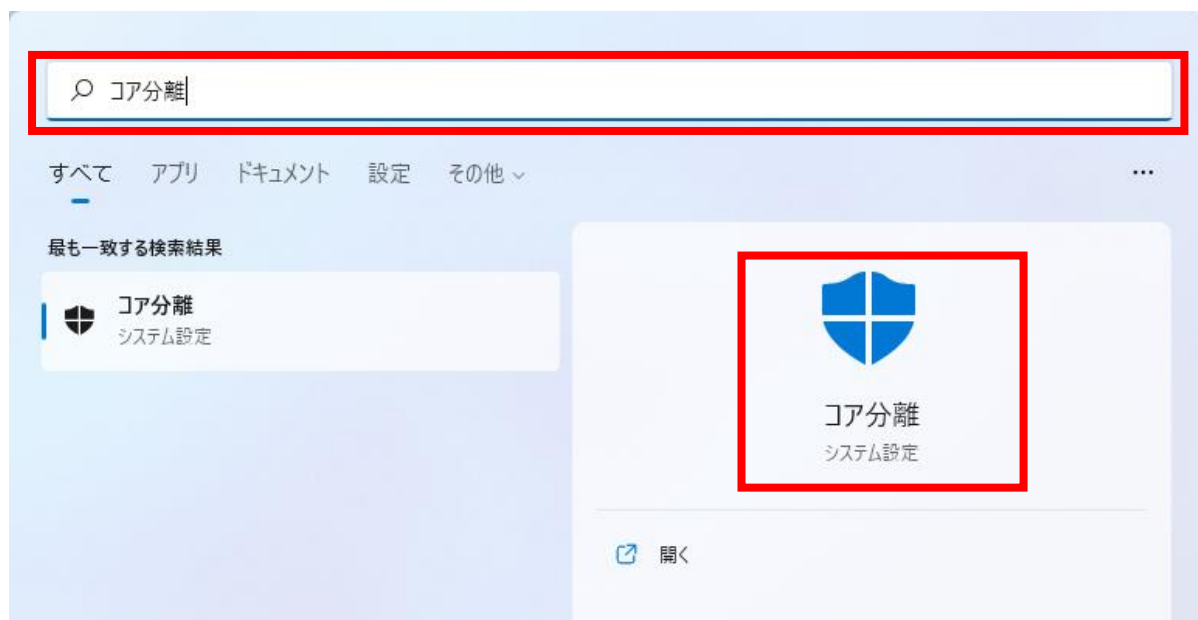 コア分離
すべて アプリ ドキュメント 設定 その他
最も一致する検索結果
コア分離
システム設定
コア分離
システム設定
開く